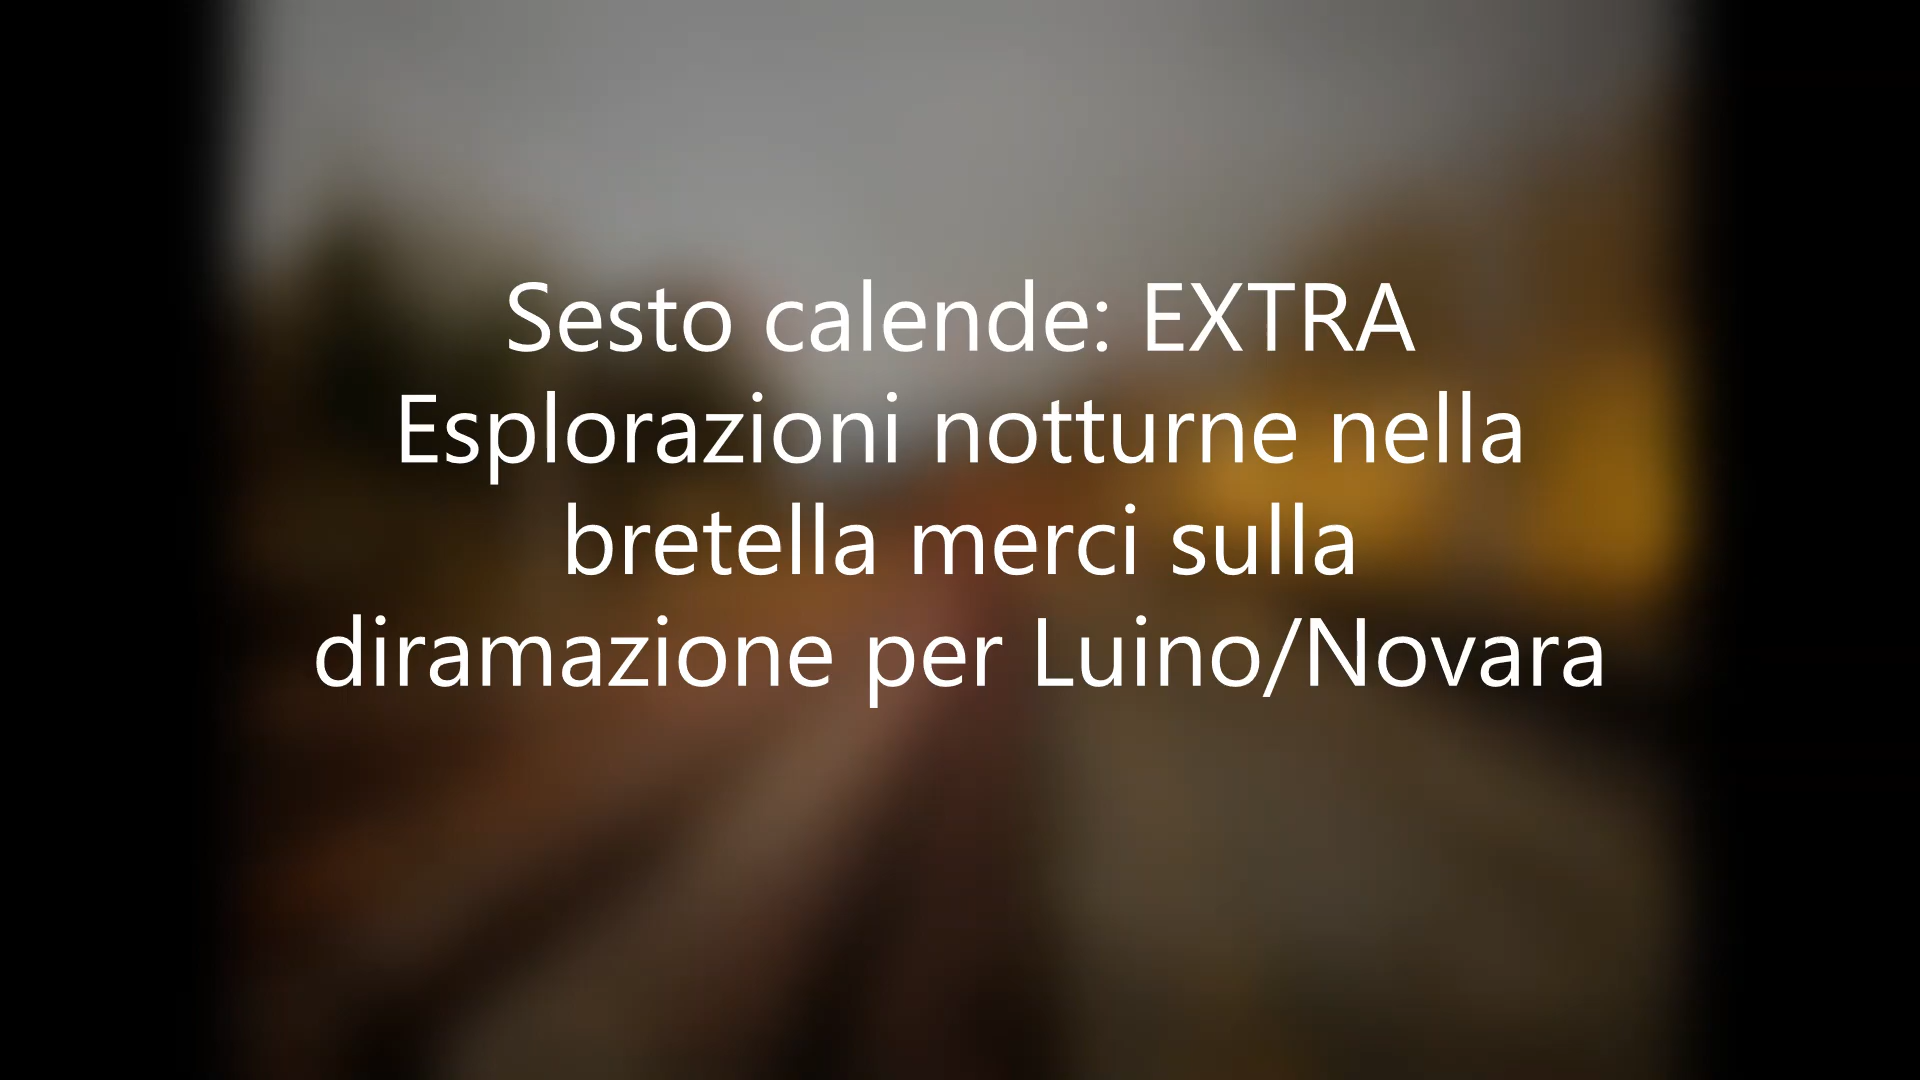 Sesto calende: EXTRA
Esplorazioni notturne nella
bretella merci sulla
diramazione per Luino/Novara